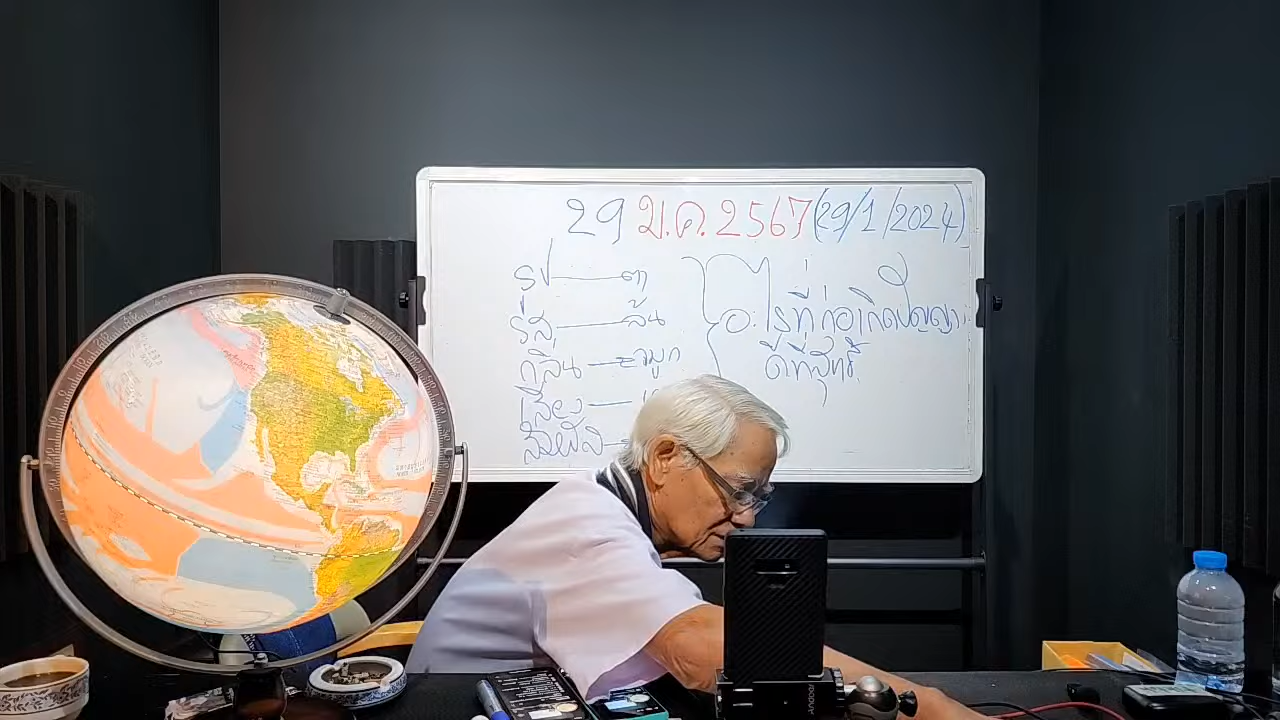 29 ม.ค. 2567 (29/1/2024)
รูป — ตา
รส — ลิ้น
กลิ่น — จมูก
เสียง —
สัมผัส —
อะไรที่ก่อเกิดปัญญา
ดีที่สุด